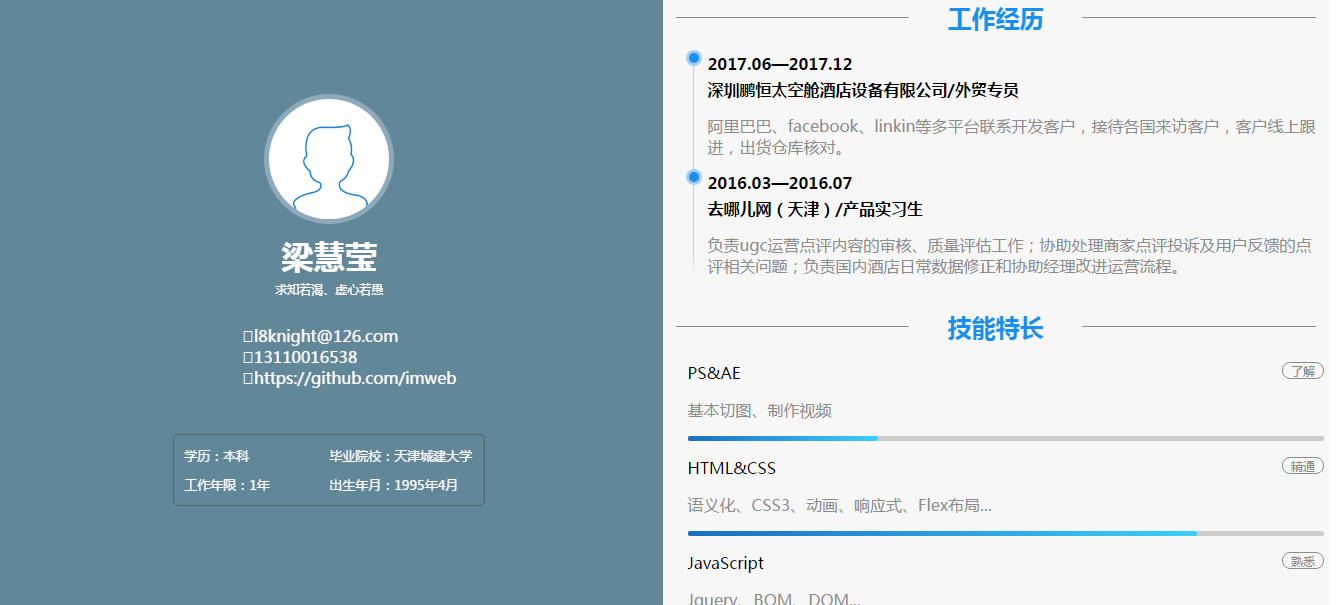 梁慧莹
求知若渴、虚心若愚
l8knight@126.com
13110016538
https://github.com/imweb
学历：本科 毕业院校：天津城建大学
工作年限：1年 出生年月：1995年4月
工作经历
2017.06—2017.12
深圳鹏恒太空舱酒店设备有限公司/外贸专员
阿里巴巴、facebook、linkin等多平台联系开发客户，接待各国来访客户，客户线上跟
进，出货仓库核对。
2016.03—2016.07
去哪儿网（天津）/产品实习生
负责ugc运营点评内容的审核、质量评估工作；协助处理商家点评投诉及用户反馈的点
评相关问题；负责国内酒店日常数据修正和协助经理改进运营流程。
技能特长
PS&AE 了解
基本切图、制作视频
HTML&CSS 精通
语义化、CSS3、动画、响应式、Flex布局...
JavaScript 熟悉
Jquery、BOM、DOM...